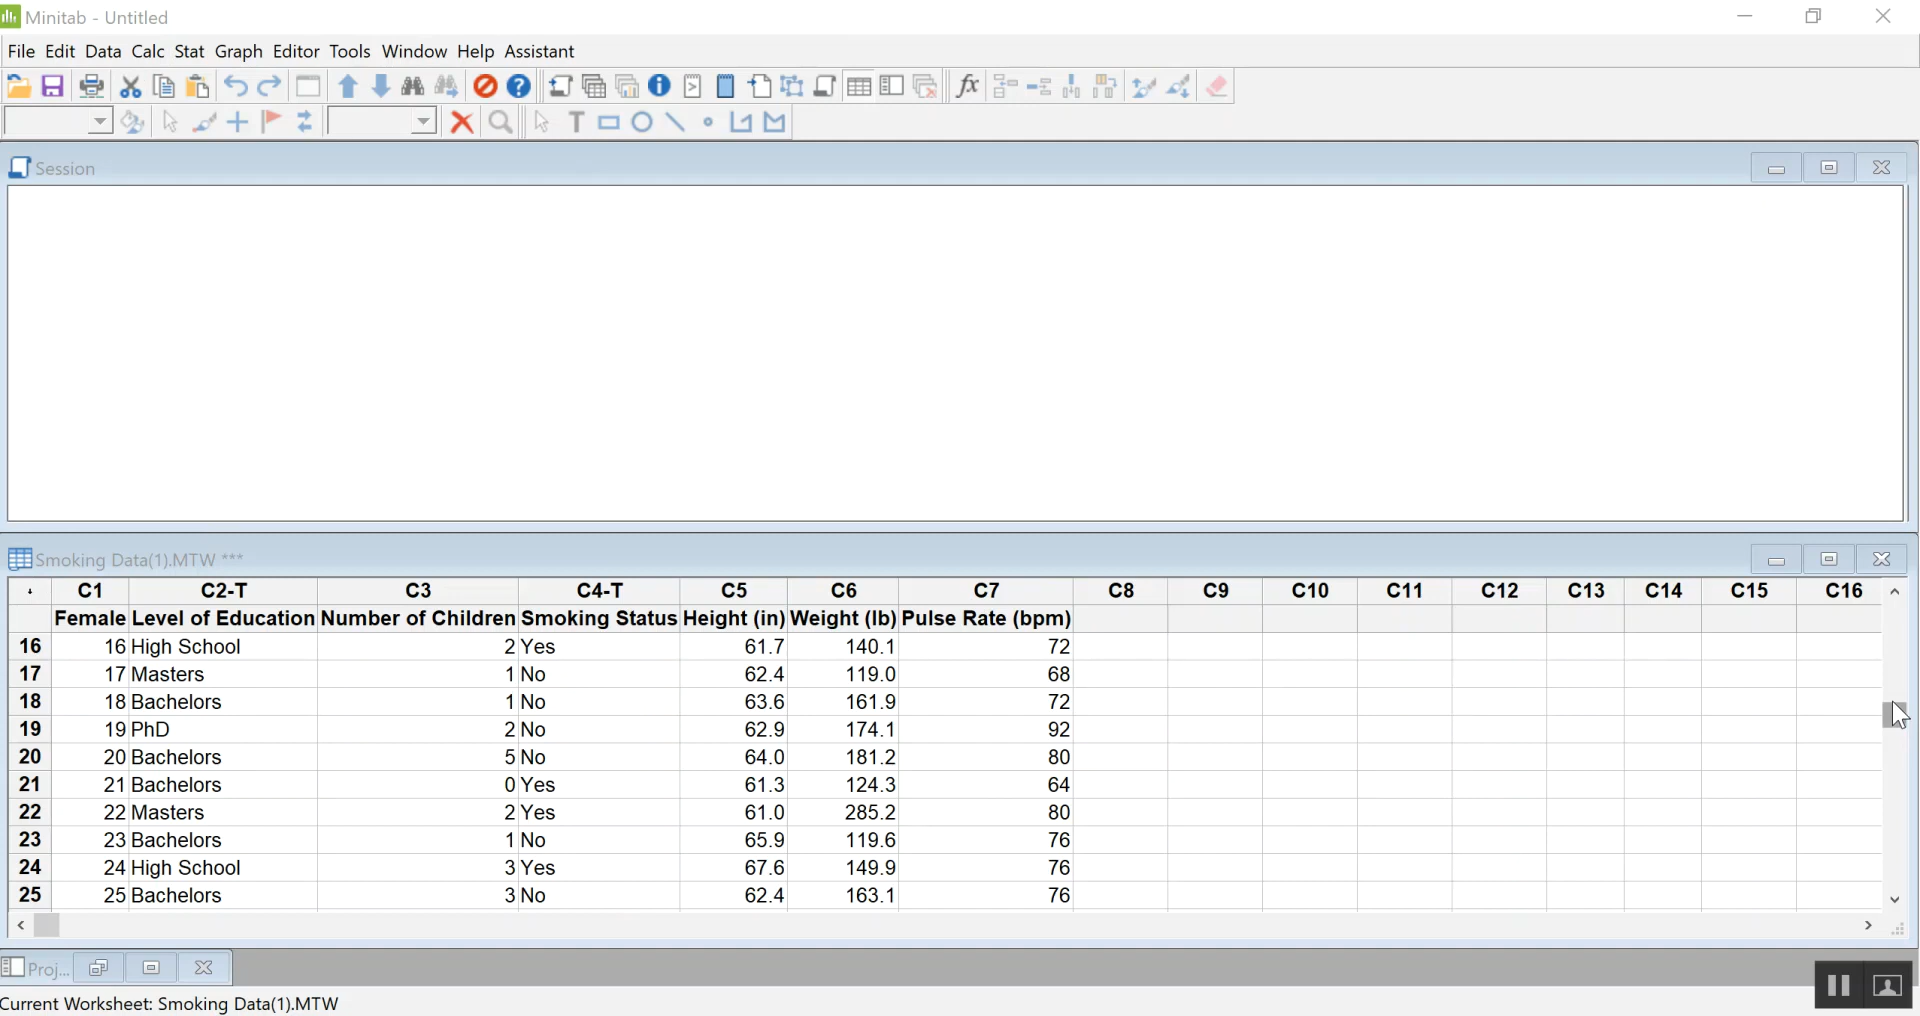 Minitab - Untitled
File Edit Data Calc Stat Graph Editor Tools Window Help Assistant
Session
Smoking Data(1).MTW ***
C1 C2-T C3 C4-T C5 C6 C7 C8 C9 C10 C11 C12 C13 C14 C15 C16
Female Level of Education Number of Children Smoking Status Height (in) Weight (lb) Pulse Rate (bpm)
16 16 High School 2 Yes 61.7 140.1 72
17 17 Masters 1 No 62.4 119.0 68
18 18 Bachelors 1 No 63.6 161.9 72
19 19 PhD 2 No 62.9 174.1 92
20 20 Bachelors 5 No 64.0 181.2 80
21 21 Bachelors 0 Yes 61.3 124.3 64
22 22 Masters 2 Yes 61.0 285.2 80
23 23 Bachelors 1 No 65.9 119.6 76
24 24 High School 3 Yes 67.6 149.9 76
25 25 Bachelors 3 No 62.4 163.1 76
Proj...
Current Worksheet: Smoking Data(1).MTW